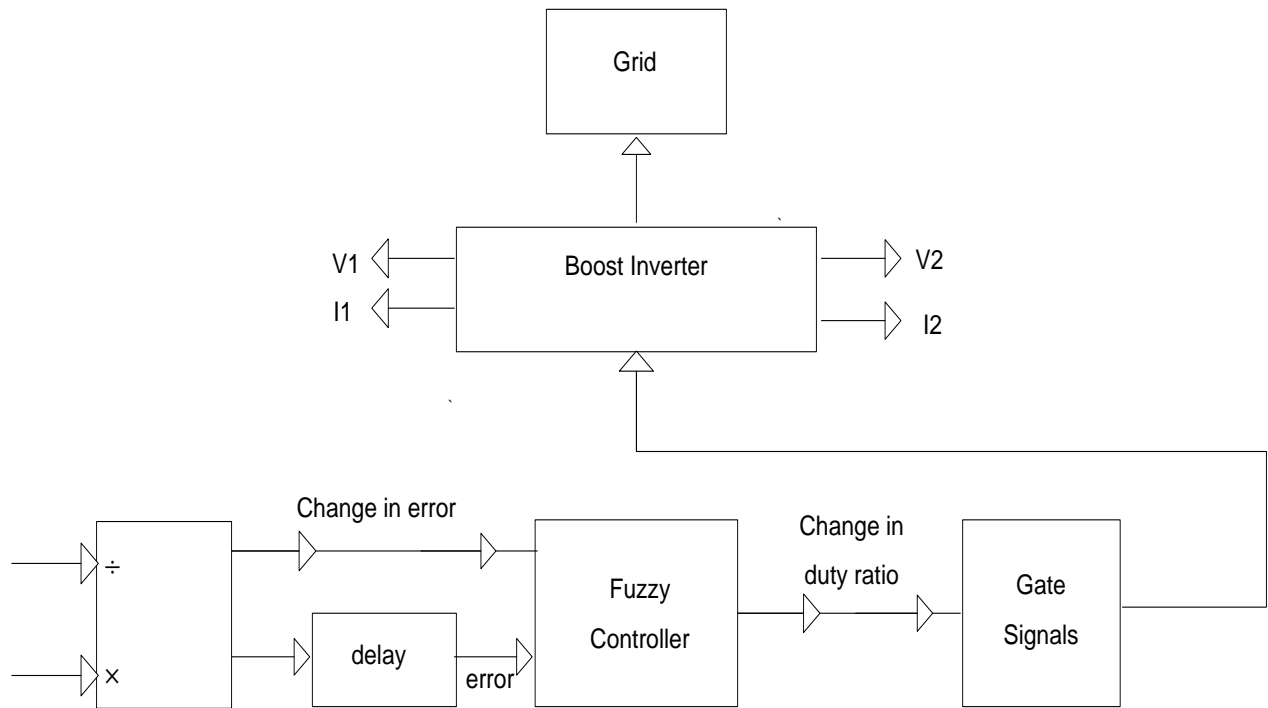 Grid
V1
I1
Boost Inverter
V2
I2
Change in error
÷
×
delay
error
Fuzzy
Controller
Change in
duty ratio
Gate
Signals